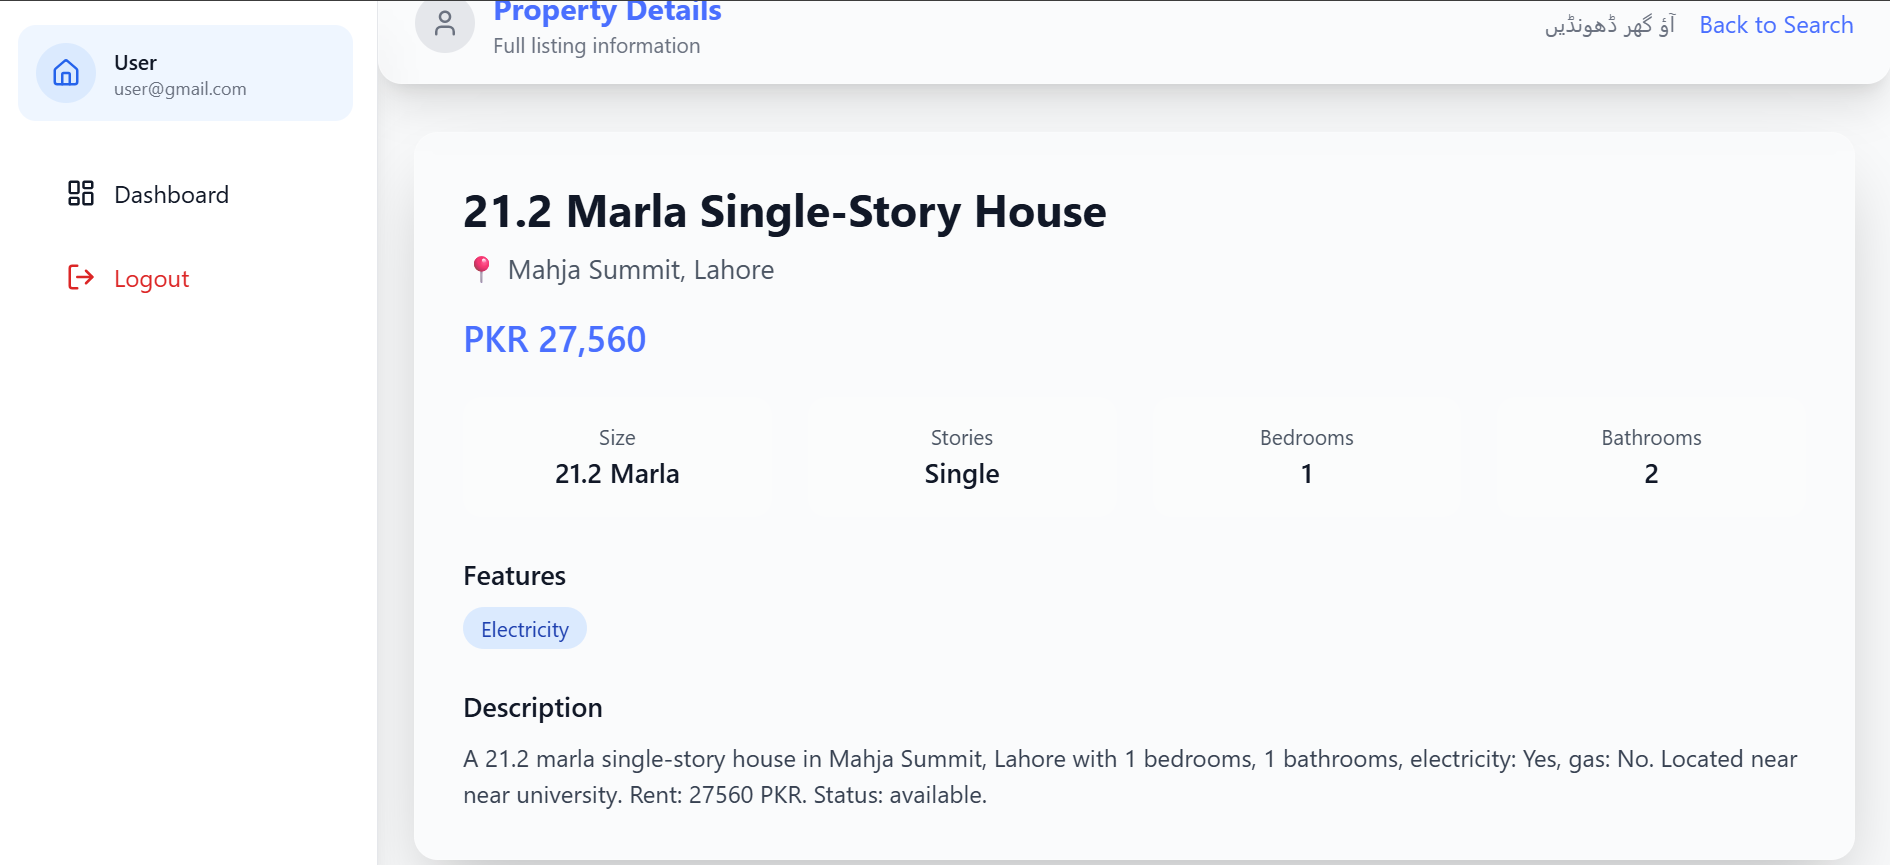 User
user@gmail.com
Dashboard
Logout
Property Details
Full listing information
آؤ گھر ڈھونڈیں
Back to Search
21.2 Marla Single-Story House
Mahja Summit, Lahore
PKR 27,560
Size
21.2 Marla
Stories
Single
Bedrooms
1
Bathrooms
2
Features
Electricity
Description
A 21.2 marla single-story house in Mahja Summit, Lahore with 1 bedrooms, 1 bathrooms, electricity: Yes, gas: No. Located near
near university. Rent: 27560 PKR. Status: available.